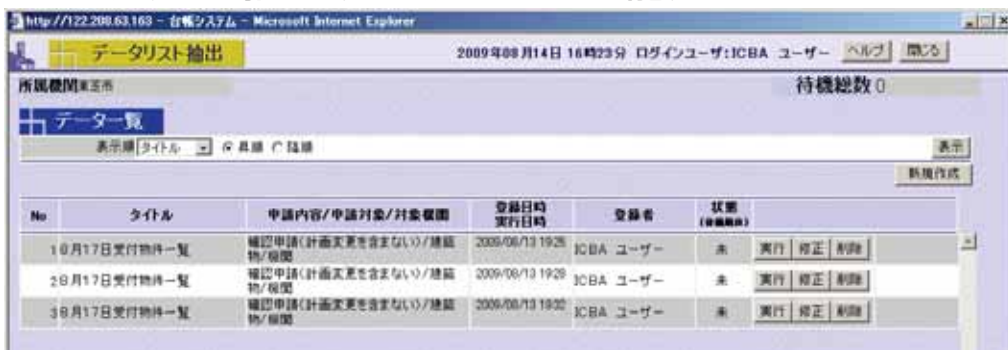 http://122.208.63.163 - 台帳システム - Microsoft Internet Explorer
データリスト抽出
2009年08月14日 16時23分 ログインユーザ:ICBA ユーザー ヘルプ 閉じる
所属機関 待機総数 0
データ一覧
表示順 タイトル 昇順 降順 表示
新規作成
No タイトル 申請内容/申請対象/対象機関 登録日時 実行日時 登録者 状態
1 8月17日受付物件一覧 確認申請(計画変更を含まない)/建築物/機関 2009/08/13 19:25 ICBA ユーザー 未 実行 修正 削除
2 8月17日受付物件一覧 確認申請(計画変更を含まない)/建築物/機関 2009/08/13 19:29 ICBA ユーザー 未 実行 修正 削除
3 8月17日受付物件一覧 確認申請(計画変更を含まない)/建築物/機関 2009/08/13 19:32 ICBA ユーザー 未 実行 修正 削除